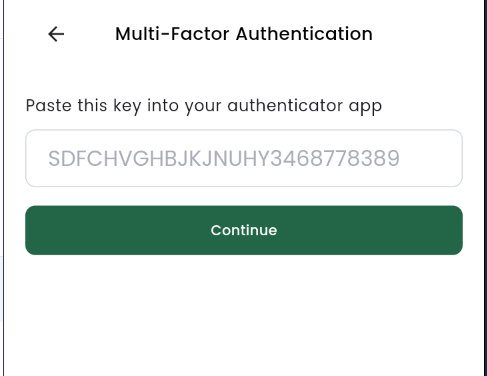 Multi-Factor Authentication
Paste this key into your authenticator app
SDFCHVGHBJKJNUHY3468778389
Continue